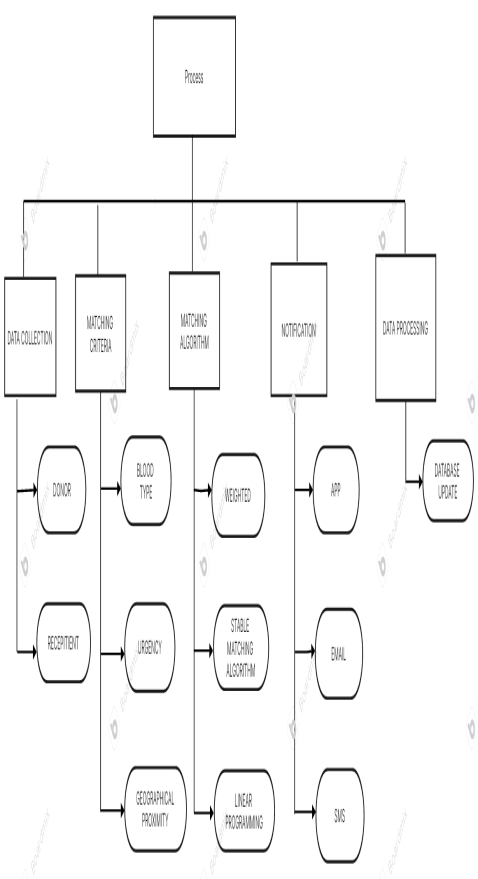 Process
DATA COLLECTION
MATCHING
CRITERIA
MATCHING
ALGORITHM
NOTIFICATION
DATA PROCESSING
DONOR
BLOOD
TYPE
WEIGHTED
APP
DATABASE
UPDATE
RECEPITIENT
URGENCY
STABLE
MATCHING
ALGORITHM
EMAIL
GEOGRAPHICAL
PROXIMITY
LINEAR
PROGRAMMING
SMS